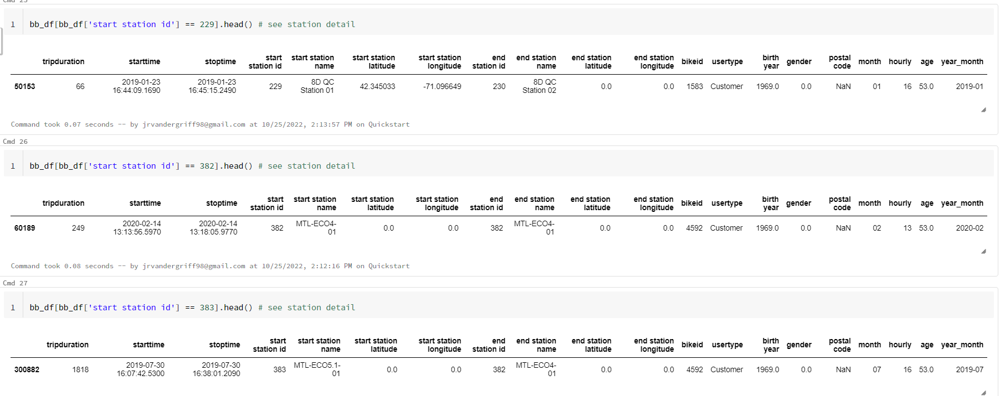 Cmd 25
1 bb_df[bb_df['start station id'] == 229].head() # see station detail
tripduration starttime stoptime start station id start station name start station latitude start station longitude end station id end station name end station latitude end station longitude bikeid usertype birth year gender postal code month hourly age year_month
50153 66 2019-01-23 16:44:09.1690 2019-01-23 16:45:15.2490 229 8D QC Station 01 42.345033 -71.096649 230 8D QC Station 02 0.0 0.0 1583 Customer 1969.0 0.0 NaN 01 16 53.0 2019-01
Command took 0.07 seconds -- by jrvandergriff98@gmail.com at 10/25/2022, 2:13:57 PM on Quickstart
Cmd 26
1 bb_df[bb_df['start station id'] == 382].head() # see station detail
tripduration starttime stoptime start station id start station name start station latitude start station longitude end station id end station name end station latitude end station longitude bikeid usertype birth year gender postal code month hourly age year_month
60189 249 2020-02-14 13:13:56.5970 2020-02-14 13:18:05.9770 382 MTL-ECO4-01 0.0 0.0 382 MTL-ECO4-01 0.0 0.0 4592 Customer 1969.0 0.0 NaN 02 13 53.0 2020-02
Command took 0.08 seconds -- by jrvandergriff98@gmail.com at 10/25/2022, 2:12:16 PM on Quickstart
Cmd 27
1 bb_df[bb_df['start station id'] == 383].head() # see station detail
tripduration starttime stoptime start station id start station name start station latitude start station longitude end station id end station name end station latitude end station longitude bikeid usertype birth year gender postal code month hourly age year_month
300882 1818 2019-07-30 16:07:42.5300 2019-07-30 16:38:01.2090 383 MTL-ECO5.1-01 0.0 0.0 382 MTL-ECO4-01 0.0 0.0 4592 Customer 1969.0 0.0 NaN 07 16 53.0 2019-07